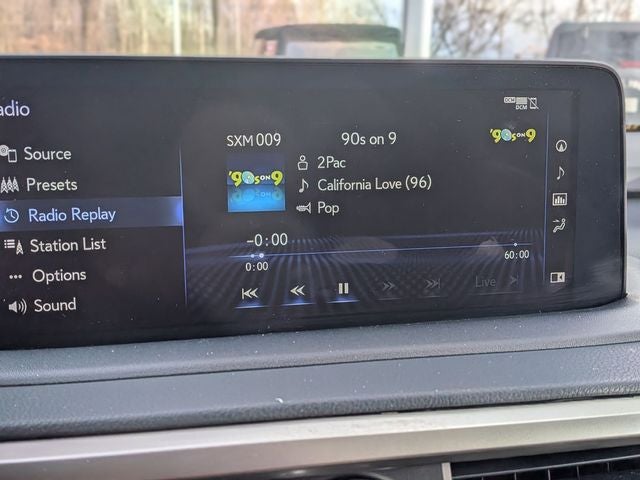 adio
Source
Presets
Radio Replay
Station List
Options
Sound
SXM 009
90s on 9
'90s ON 9
'90s ON 9
2Pac
California Love (96)
Pop
-0:00
0:00
60:00
Live
DCM